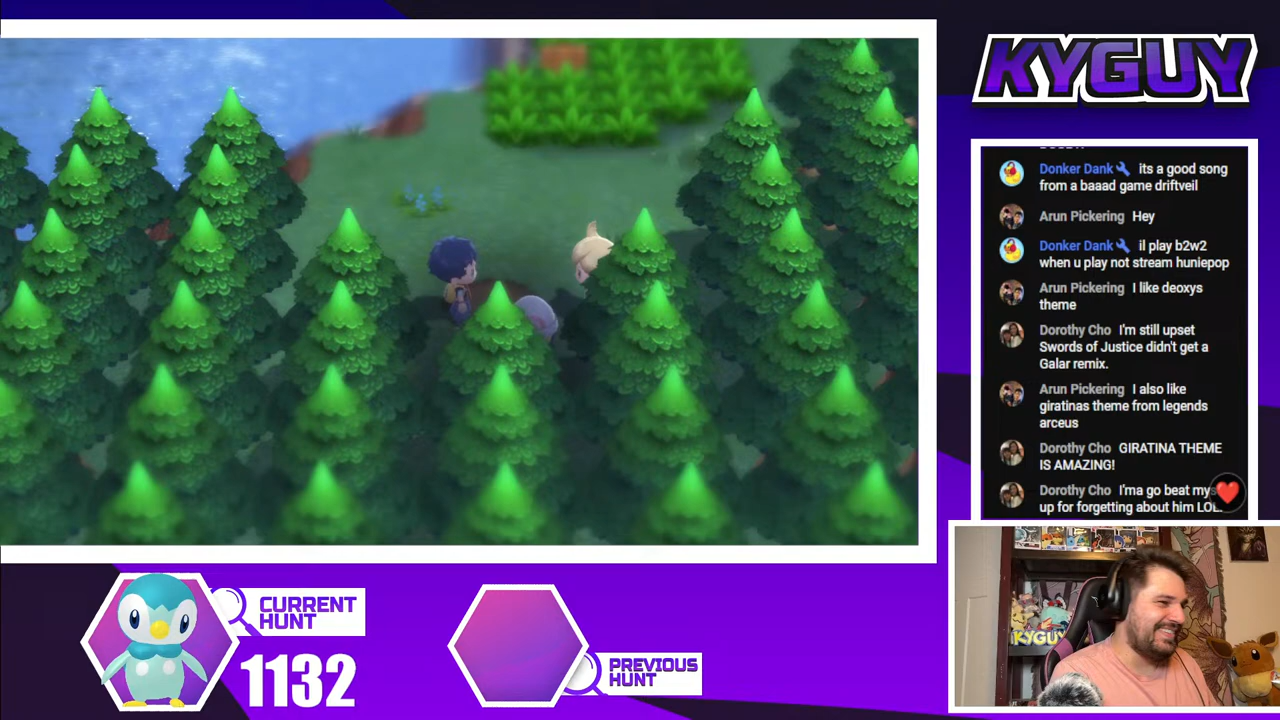 KYGUY
Donker Dank its a good song
from a baaad game driftveil
Arun Pickering Hey
Donker Dank il play b2w2
when u play not stream huniepop
Arun Pickering I like deoxys
theme
Dorothy Cho I'm still upset
Swords of Justice didn't get a
Galar remix.
Arun Pickering I also like
giratinas theme from legends
arceus
Dorothy Cho GIRATINA THEME
IS AMAZING!
Dorothy Cho I'ma go beat
up for forgetting about him LOL.
KYGUY
CURRENT
HUNT
1132
PREVIOUS
HUNT